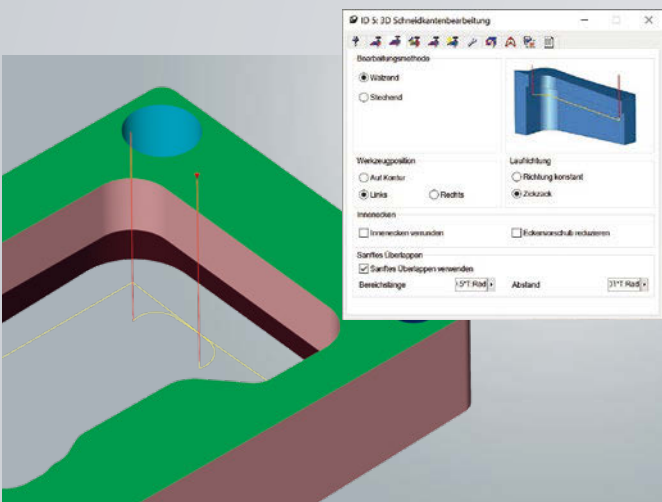 ID 5: 3D Schneidkantenbearbeitung
Bearbeitungsmethode
Wälzend
Stechend
Werkzeugposition
Auf Kontur
Links Rechts
Laufrichtung
Richtung konstant
Zickzack
Innenecken
Innenecken verrunden Eckenvorschub reduzieren
Sanftes Überlappen
Sanftes Überlappen verwenden
Bereichslänge Abstand